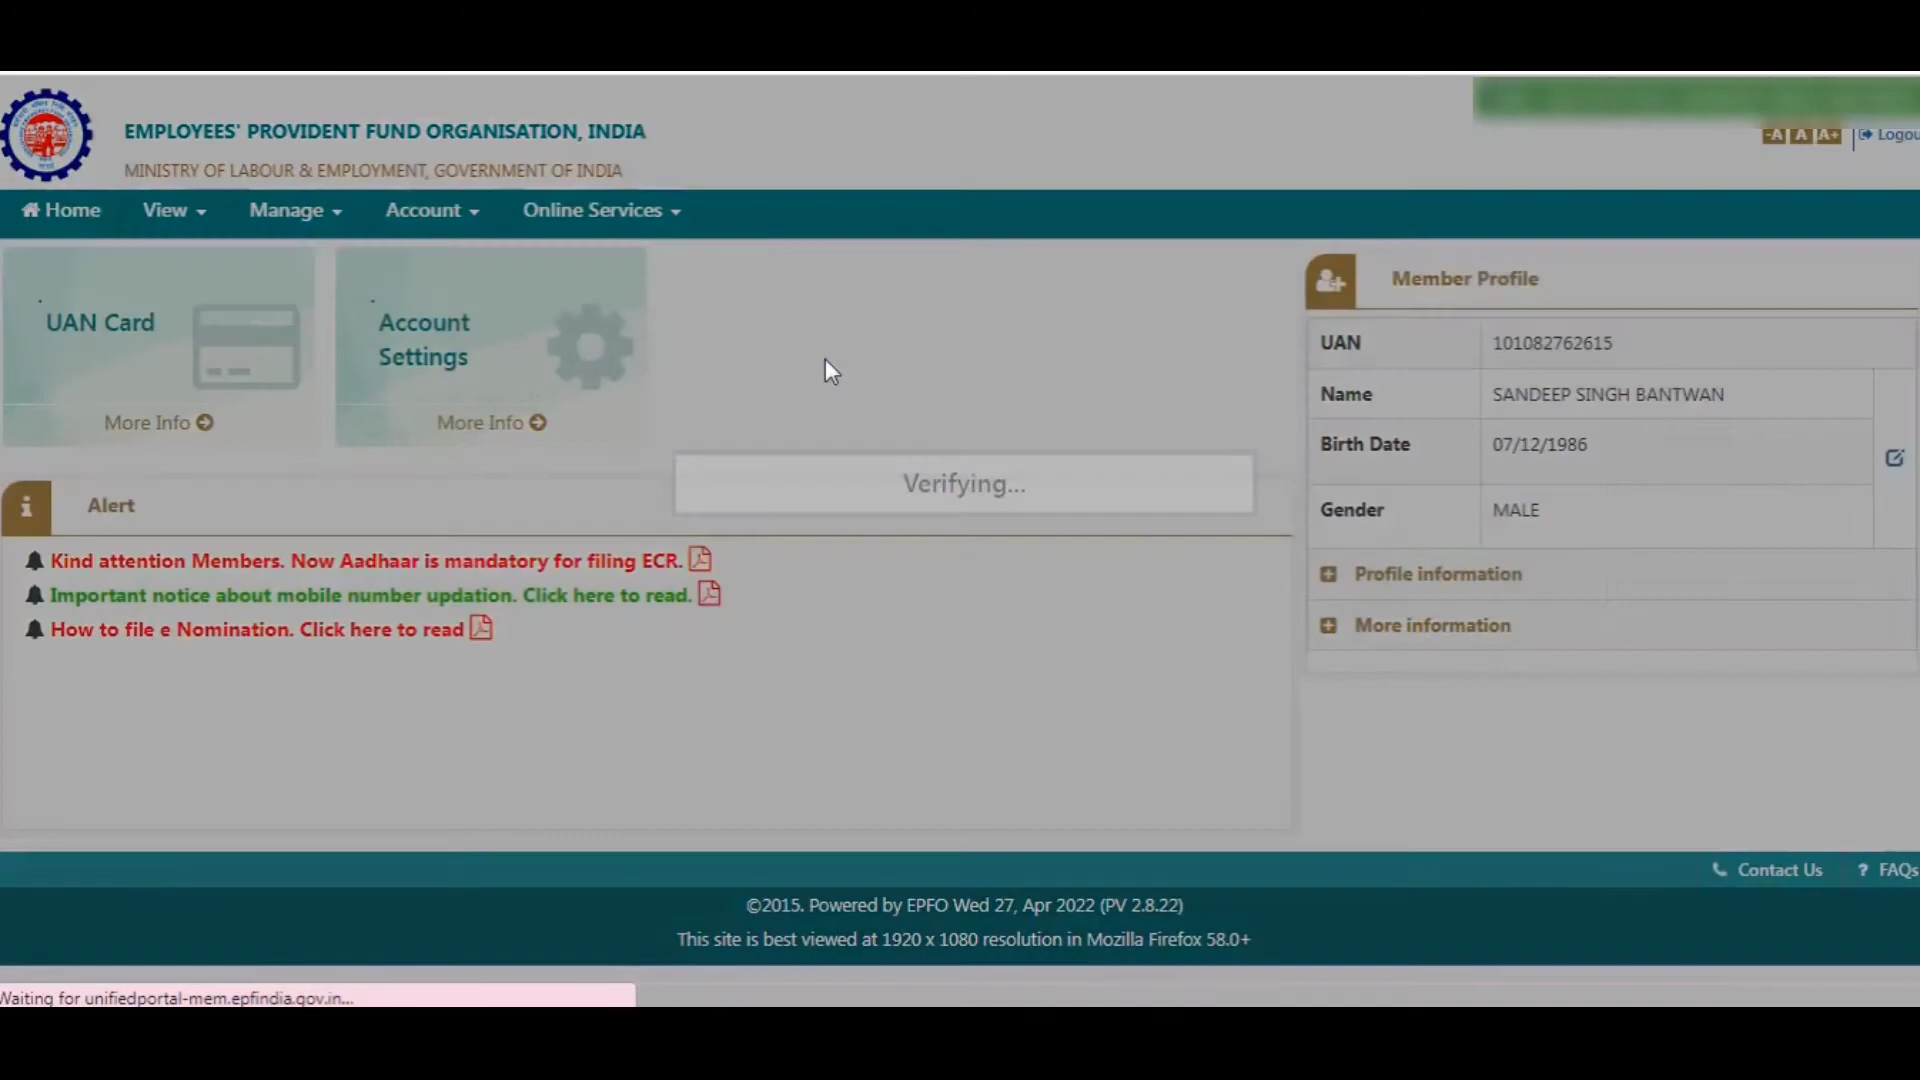 EMPLOYEES' PROVIDENT FUND ORGANISATION, INDIA
MINISTRY OF LABOUR & EMPLOYMENT, GOVERNMENT OF INDIA
-A A A+ Logou
Home View Manage Account Online Services
UAN Card
More Info
Account
Settings
More Info
Alert
Kind attention Members. Now Aadhaar is mandatory for filing ECR.
Important notice about mobile number updation. Click here to read.
How to file e Nomination. Click here to read
Verifying...
Member Profile
UAN 101082762615
Name SANDEEP SINGH BANTWAN
Birth Date 07/12/1986
Gender MALE
Profile information
More information
Contact Us ? FAQs
©2015. Powered by EPFO Wed 27, Apr 2022 (PV 2.8.22)
This site is best viewed at 1920 x 1080 resolution in Mozilla Firefox 58.0+
Waiting for unifiedportal-mem.epfindia.gov.in...